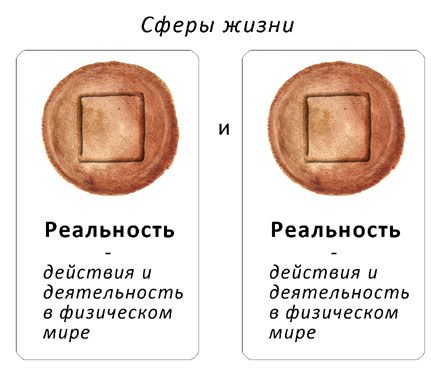 Сферы жизни
Реальность
-
действия и
деятельность
в физическом
мире
и
Реальность
-
действия и
деятельность
в физическом
мире